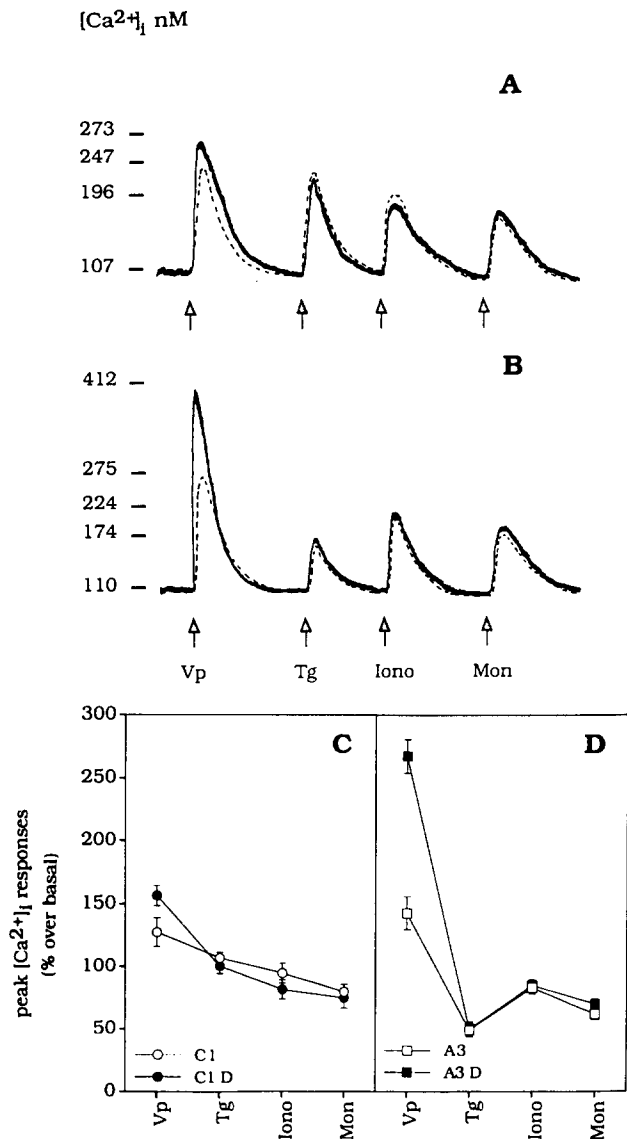 [Ca2+]i nM
A
273
247
196
107
B
412
275
224
174
110
Vp Tg Iono Mon
peak [Ca2+]i responses
(% over basal)
300
250
200
150
100
50
0
C
C1
C1 D
Vp Tg Iono Mon
D
A3
A3 D
Vp Tg Iono Mon